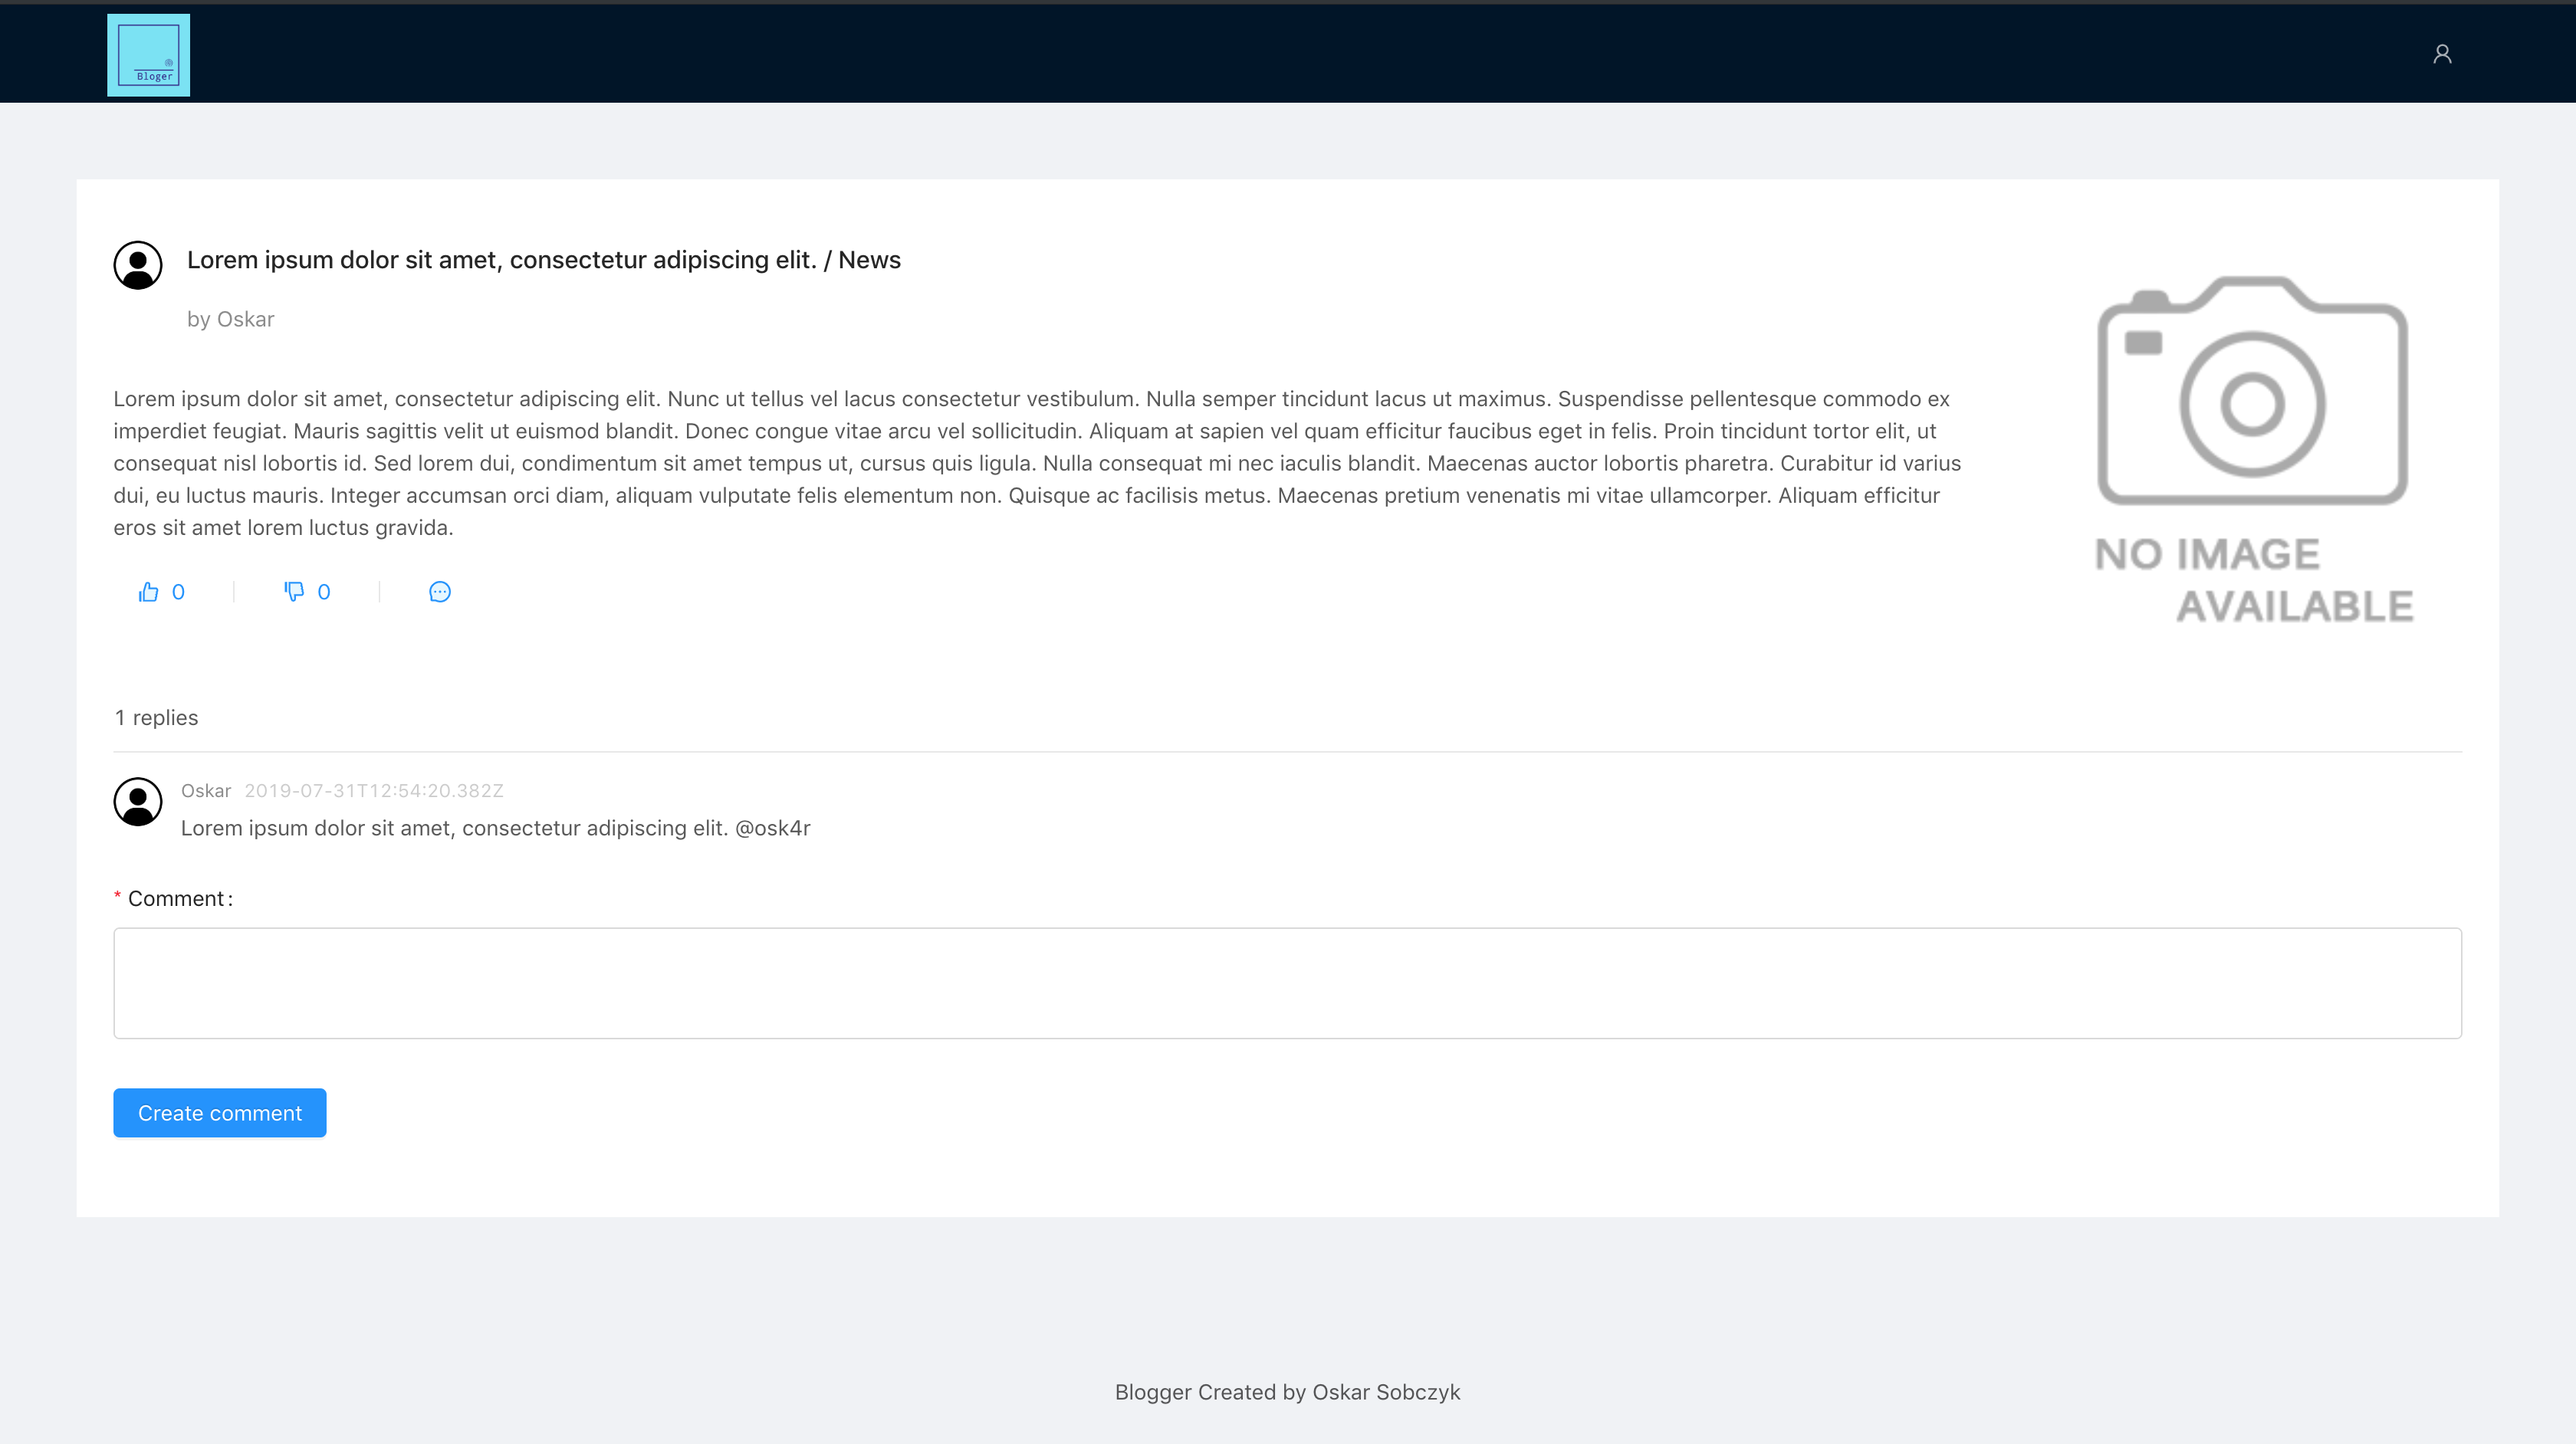 Bloger
Lorem ipsum dolor sit amet, consectetur adipiscing elit. / News
by Oskar
Lorem ipsum dolor sit amet, consectetur adipiscing elit. Nunc ut tellus vel lacus consectetur vestibulum. Nulla semper tincidunt lacus ut maximus. Suspendisse pellentesque commodo ex
imperdiet feugiat. Mauris sagittis velit ut euismod blandit. Donec congue vitae arcu vel sollicitudin. Aliquam at sapien vel quam efficitur faucibus eget in felis. Proin tincidunt tortor elit, ut
consequat nisl lobortis id. Sed lorem dui, condimentum sit amet tempus ut, cursus quis ligula. Nulla consequat mi nec iaculis blandit. Maecenas auctor lobortis pharetra. Curabitur id varius
dui, eu luctus mauris. Integer accumsan orci diam, aliquam vulputate felis elementum non. Quisque ac facilisis metus. Maecenas pretium venenatis mi vitae ullamcorper. Aliquam efficitur
eros sit amet lorem luctus gravida.
0 0
NO IMAGE
AVAILABLE
1 replies
Oskar 2019-07-31T12:54:20.382Z
Lorem ipsum dolor sit amet, consectetur adipiscing elit. @osk4r
* Comment:
Create comment
Blogger Created by Oskar Sobczyk